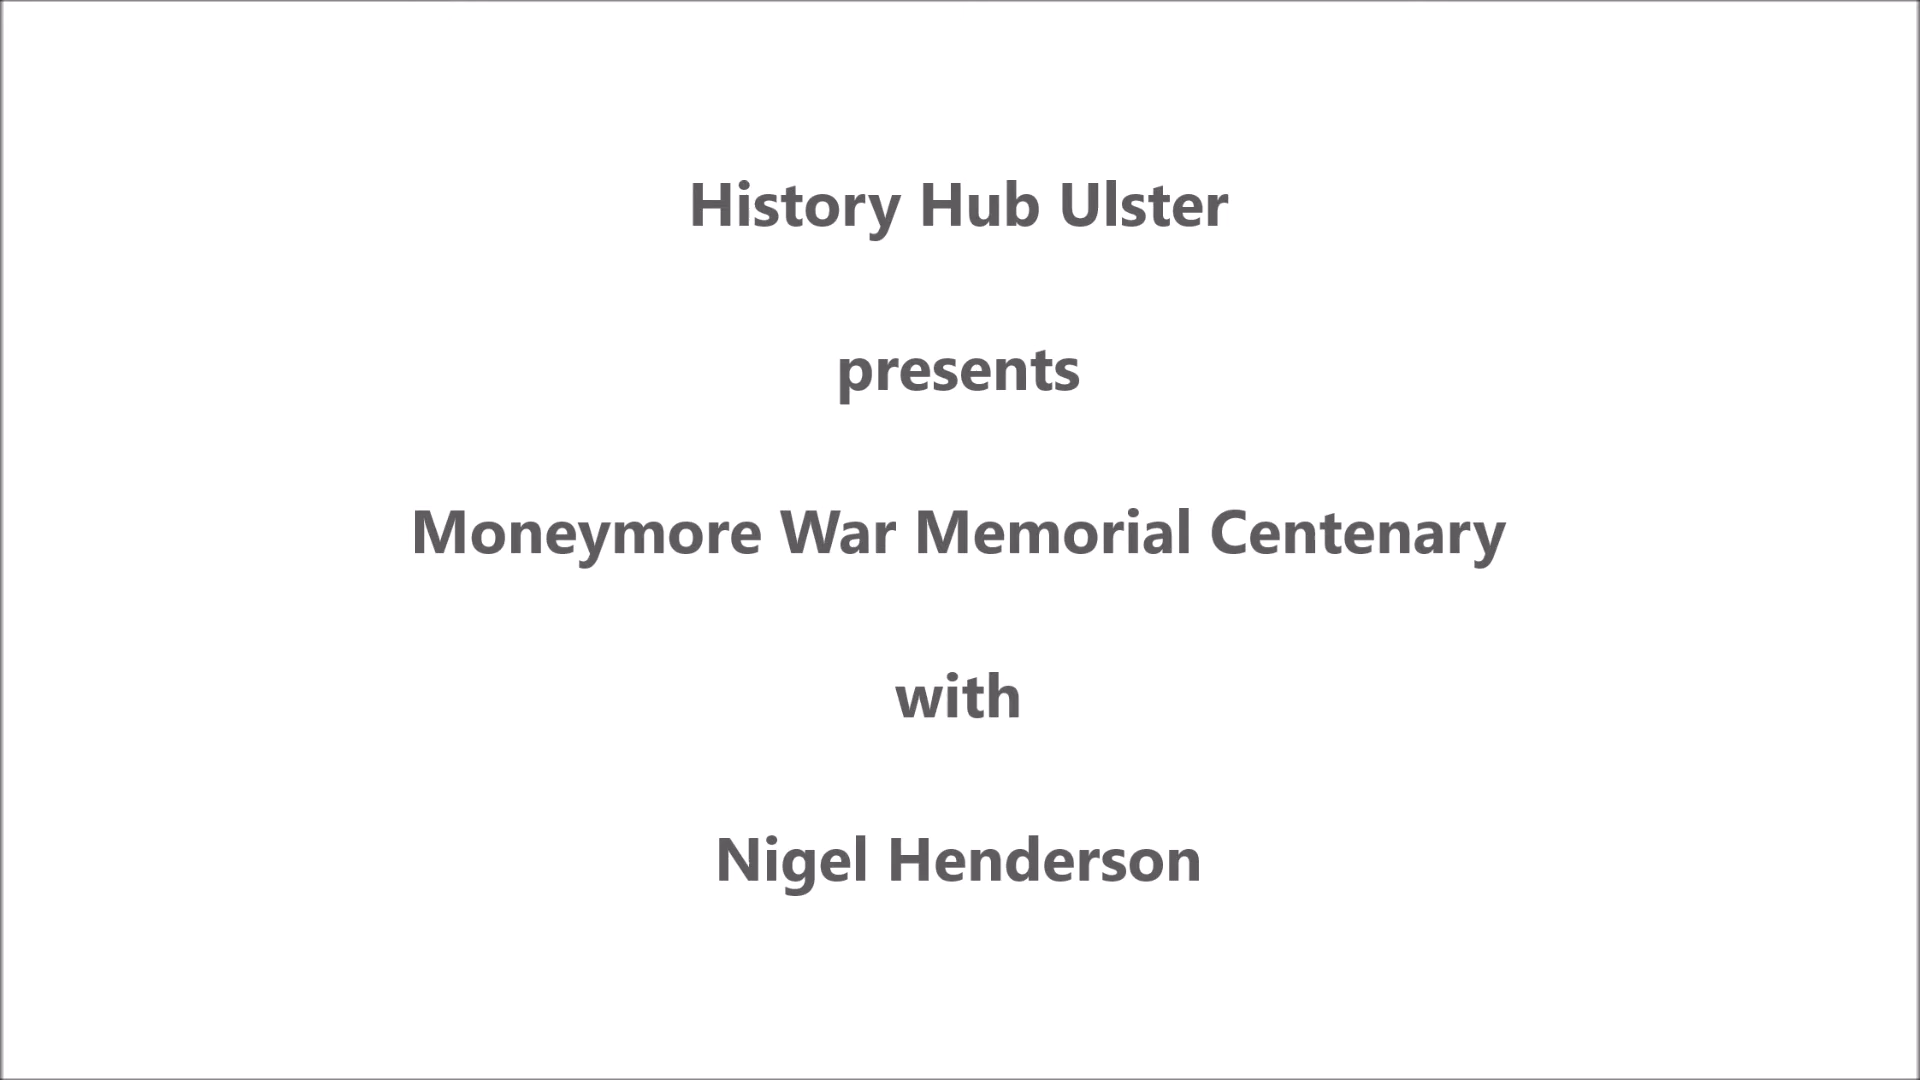 History Hub Ulster
presents
Moneymore War Memorial Centenary
with
Nigel Henderson